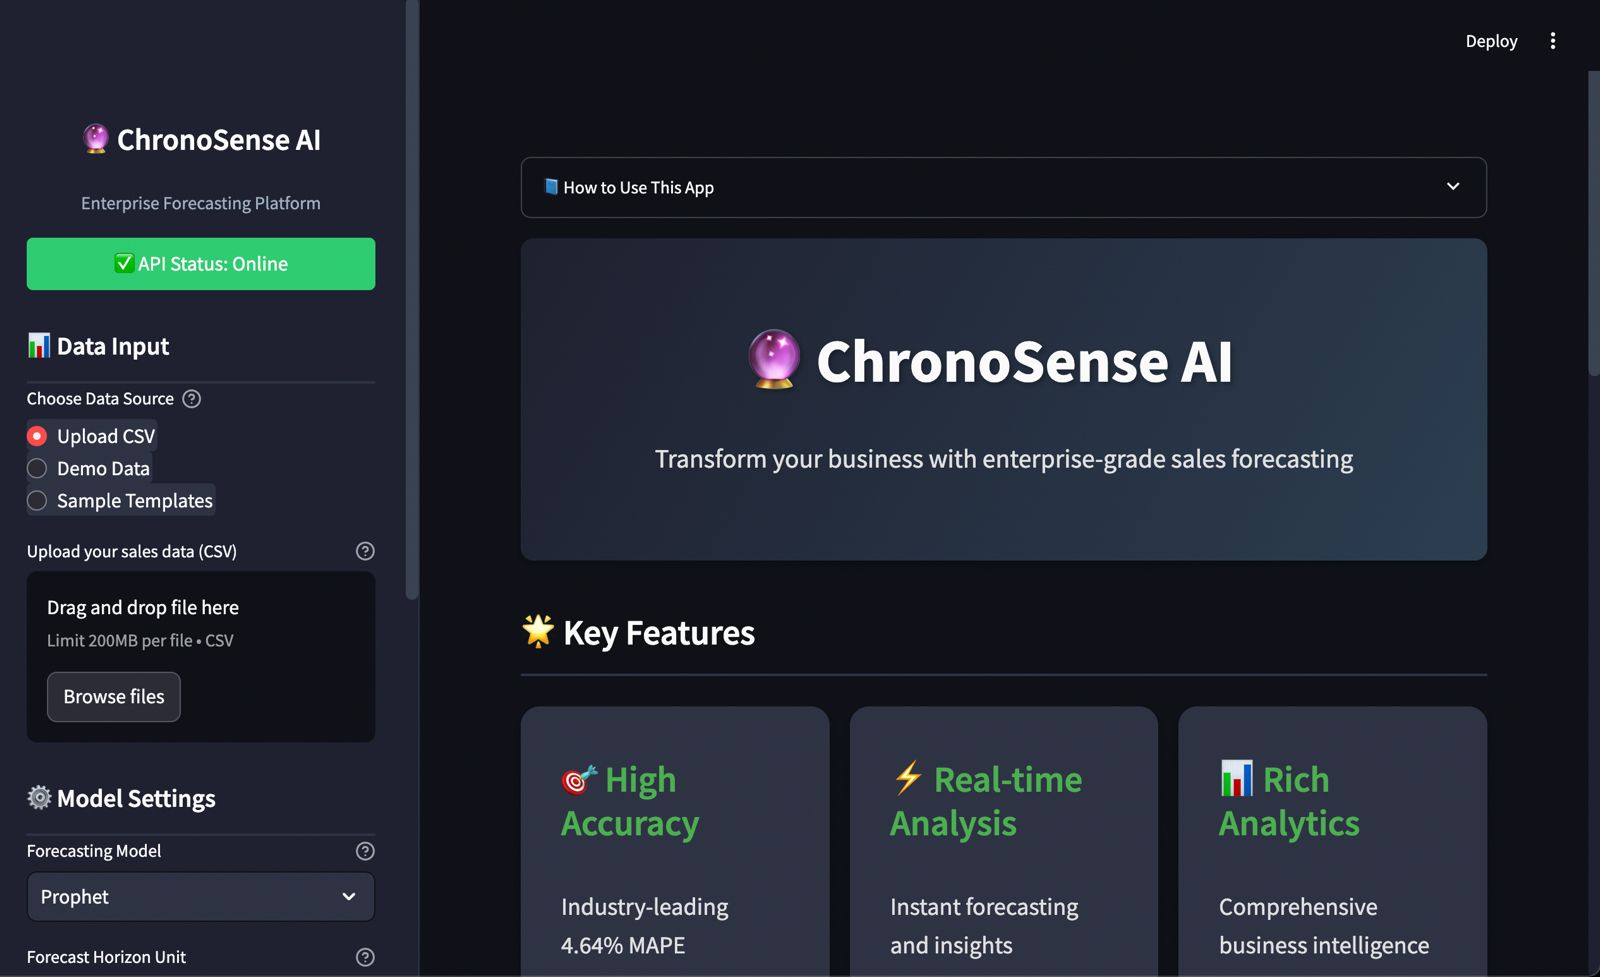 Deploy
ChronoSense AI
Enterprise Forecasting Platform
API Status: Online
Data Input
Choose Data Source
Upload CSV
Demo Data
Sample Templates
Upload your sales data (CSV)
Drag and drop file here
Limit 200MB per file • CSV
Browse files
Model Settings
Forecasting Model
Prophet
Forecast Horizon Unit
How to Use This App
ChronoSense AI
Transform your business with enterprise-grade sales forecasting
Key Features
High
Accuracy
Industry-leading
4.64% MAPE
Real-time
Analysis
Instant forecasting
and insights
Rich
Analytics
Comprehensive
business intelligence